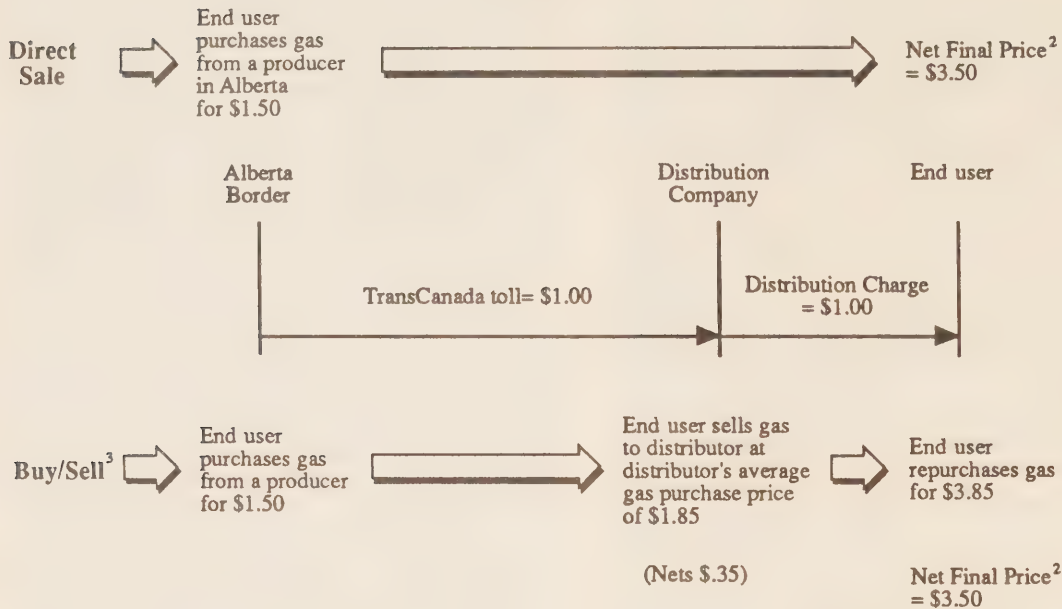 Direct
Sale
End user
purchases gas
from a producer
in Alberta
for $1.50
Net Final Price²
= $3.50
Alberta
Border
Distribution
Company
End user
TransCanada toll= $1.00
Distribution Charge
= $1.00
Buy/Sell³
End user
purchases gas
from a producer
for $1.50
End user sells gas
to distributor at
distributor's average
gas purchase price
of $1.85
(Nets $.35)
End user
repurchases gas
for $3.85
Net Final Price²
= $3.50